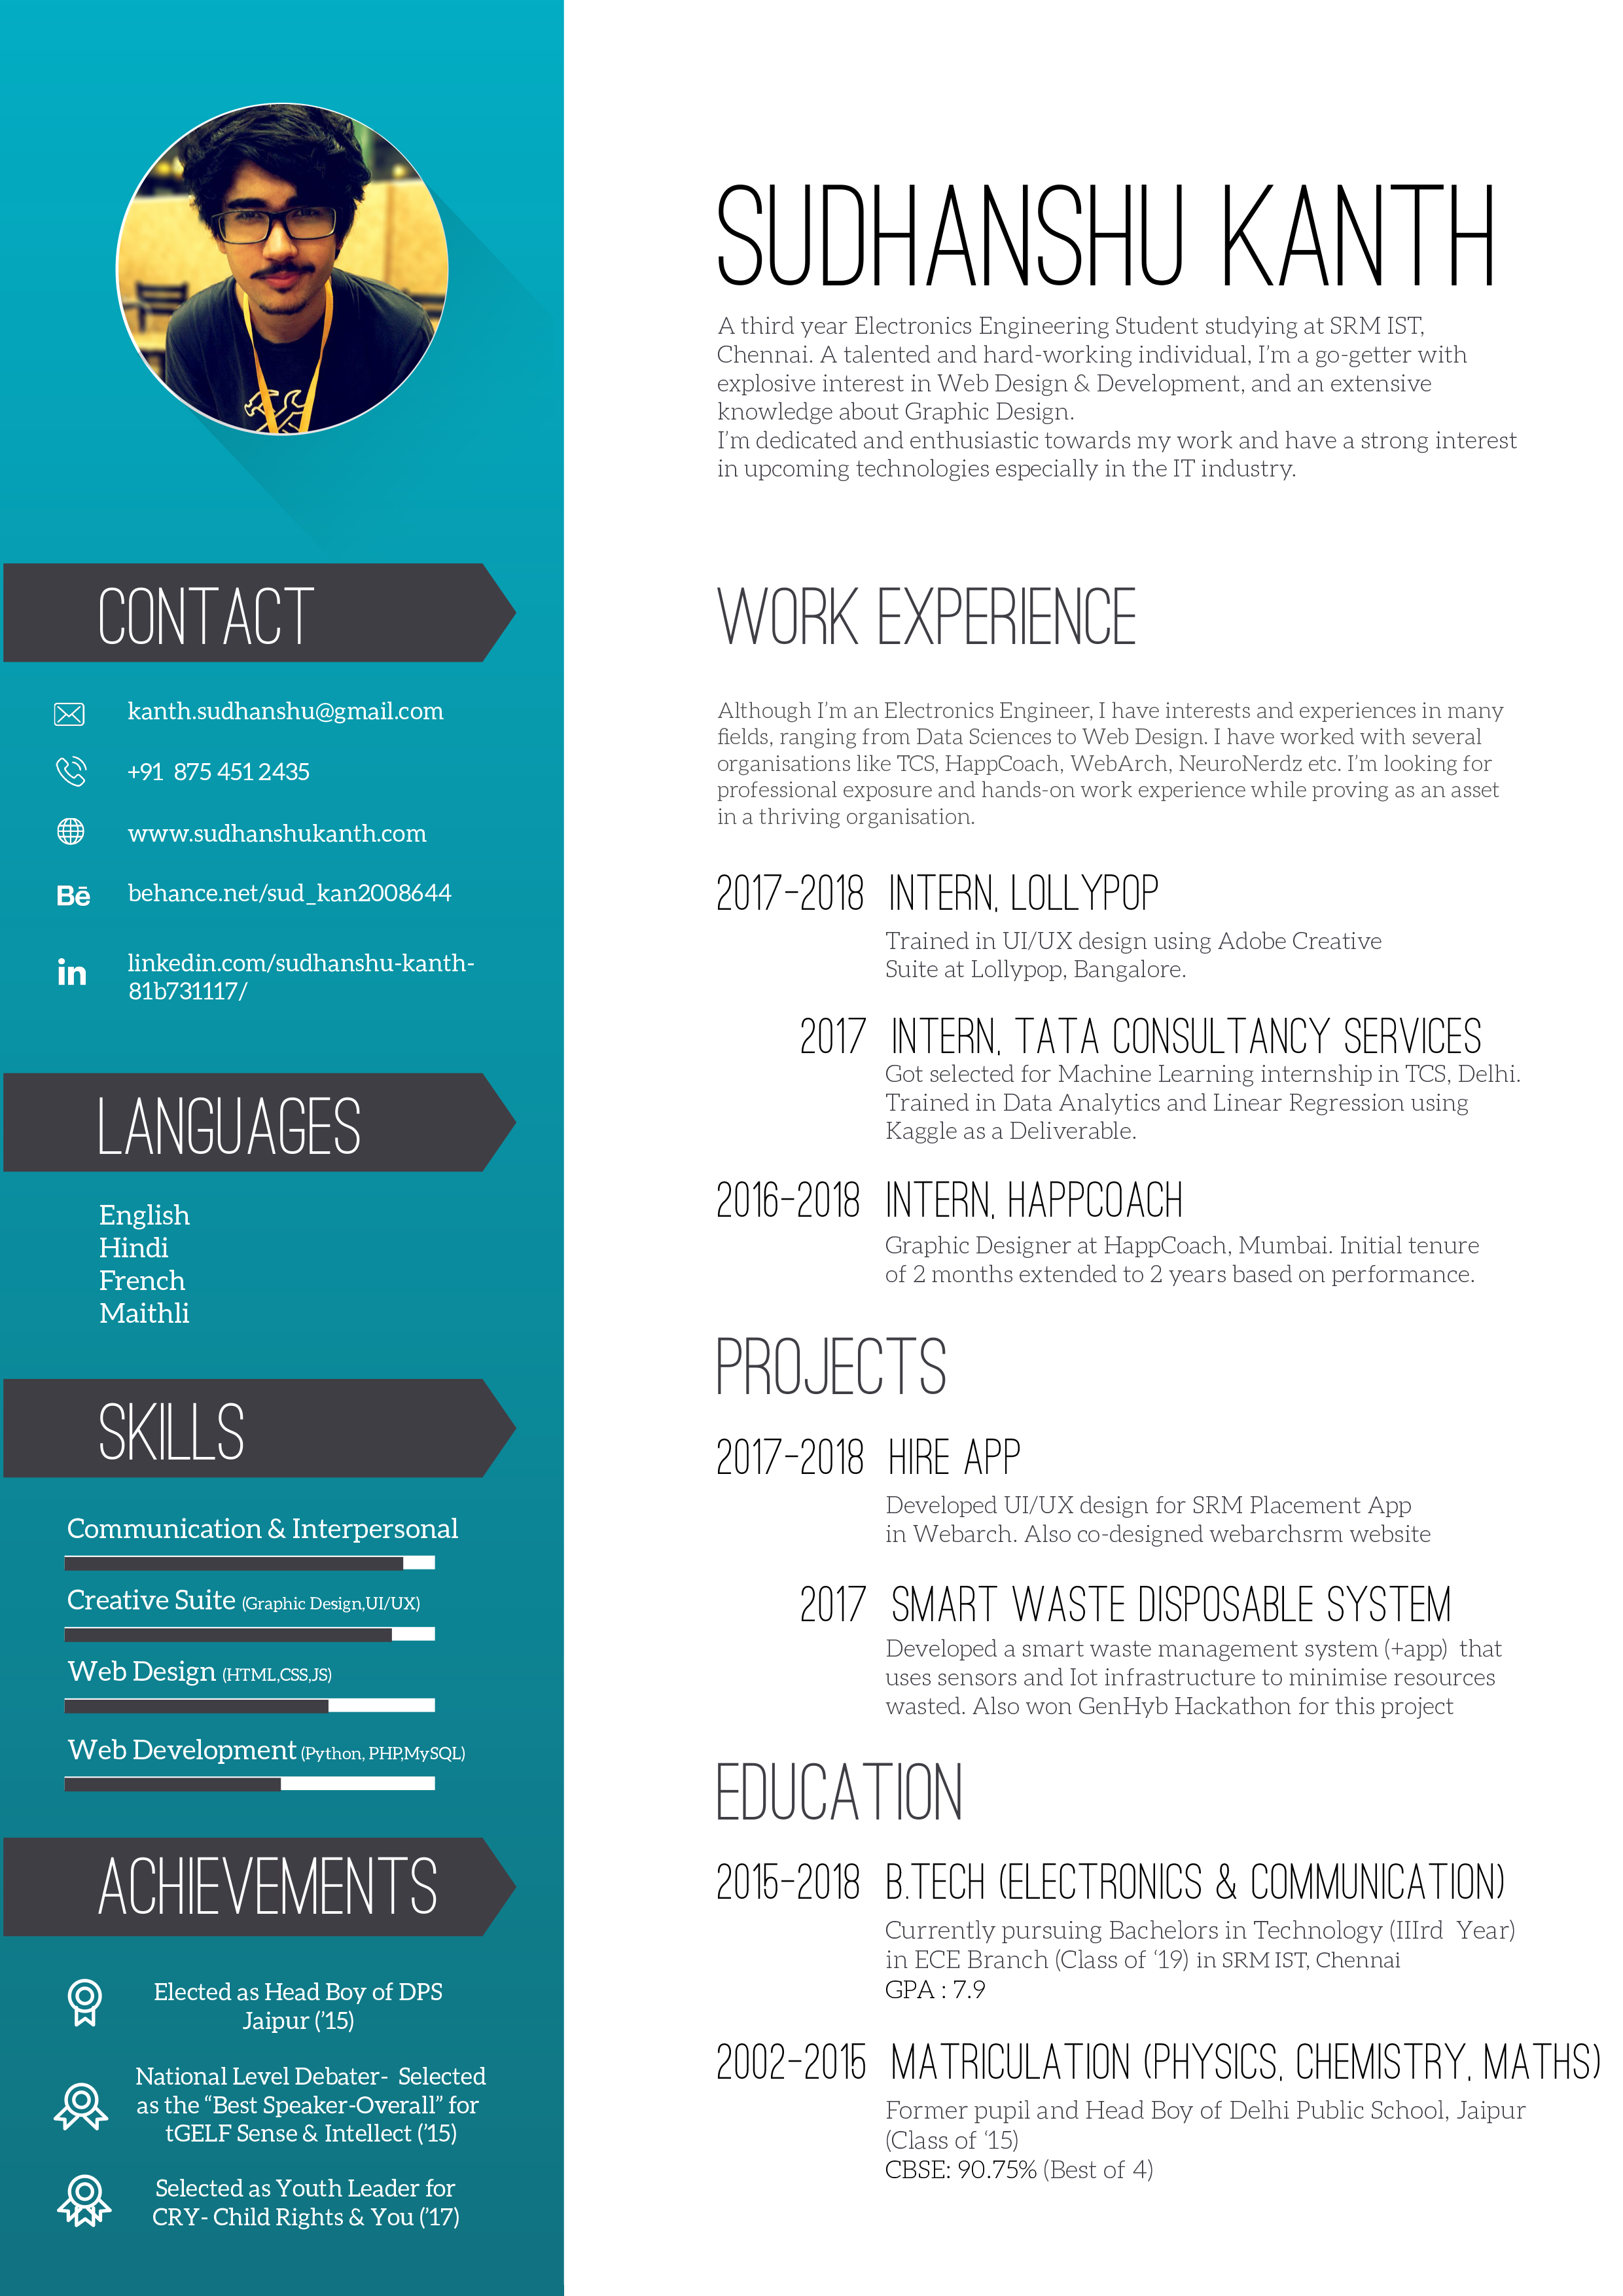 SUDHANSHU KANTH
A third year Electronics Engineering Student studying at SRM IST,
Chennai. A talented and hard-working individual, I'm a go-getter with
explosive interest in Web Design & Development, and an extensive
knowledge about Graphic Design.
I'm dedicated and enthusiastic towards my work and have a strong interest
in upcoming technologies especially in the IT industry.
CONTACT
kanth.sudhanshu@gmail.com
+91 875 451 2435
www.sudhanshukanth.com
Bē behance.net/sud_kan2008644
in linkedin.com/sudhanshu-kanth-
81b731117/
LANGUAGES
English
Hindi
French
Maithli
SKILLS
Communication & Interpersonal
Creative Suite (Graphic Design,UI/UX)
Web Design (HTML,CSS,JS)
Web Development (Python, PHP,MySQL)
ACHIEVEMENTS
Elected as Head Boy of DPS
Jaipur ('15)
National Level Debater- Selected
as the “Best Speaker-Overall” for
tGELF Sense & Intellect ('15)
Selected as Youth Leader for
CRY- Child Rights & You ('17)
WORK EXPERIENCE
Although I'm an Electronics Engineer, I have interests and experiences in many
fields, ranging from Data Sciences to Web Design. I have worked with several
organisations like TCS, HappCoach, WebArch, NeuroNerdz etc. I'm looking for
professional exposure and hands-on work experience while proving as an asset
in a thriving organisation.
2017-2018 INTERN, LOLLYPOP
Trained in UI/UX design using Adobe Creative
Suite at Lollypop, Bangalore.
2017 INTERN, TATA CONSULTANCY SERVICES
Got selected for Machine Learning internship in TCS, Delhi.
Trained in Data Analytics and Linear Regression using
Kaggle as a Deliverable.
2016-2018 INTERN, HAPPCOACH
Graphic Designer at HappCoach, Mumbai. Initial tenure
of 2 months extended to 2 years based on performance.
PROJECTS
2017-2018 HIRE APP
Developed UI/UX design for SRM Placement App
in Webarch. Also co-designed webarchsrm website
2017 SMART WASTE DISPOSABLE SYSTEM
Developed a smart waste management system (+app) that
uses sensors and Iot infrastructure to minimise resources
wasted. Also won GenHyb Hackathon for this project
EDUCATION
2015-2018 B.TECH (ELECTRONICS & COMMUNICATION)
Currently pursuing Bachelors in Technology (IIIrd Year)
in ECE Branch (Class of ‘19) in SRM IST, Chennai
GPA : 7.9
2002-2015 MATRICULATION (PHYSICS, CHEMISTRY, MATHS)
Former pupil and Head Boy of Delhi Public School, Jaipur
(Class of ‘15)
CBSE: 90.75% (Best of 4)